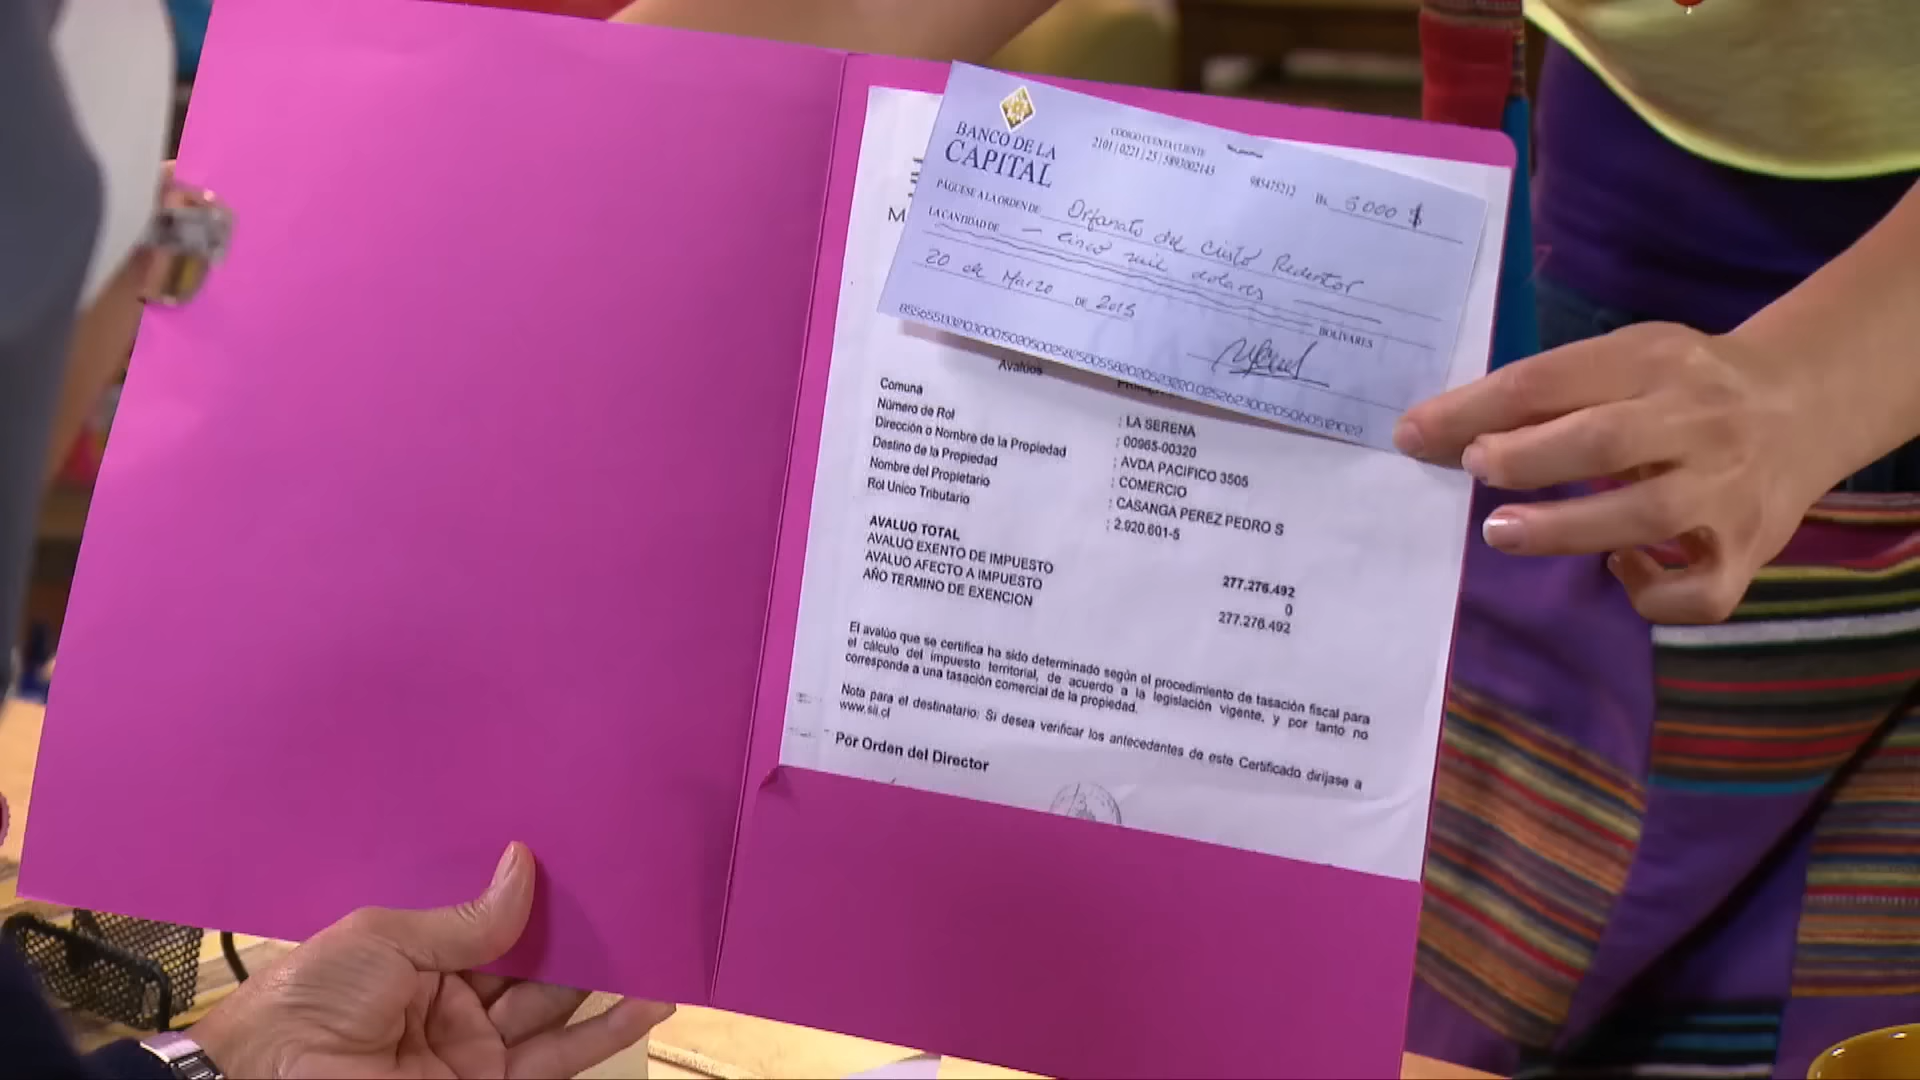 BANCO DE LA
CAPITAL
CODIGO CUENTA CLIENTE
2101 | 0221 | 25 | 5893002145
985475212
Bs. 5000 $
PÁGUESE A LA ORDEN DE Orfanato del Cristo Redentor
LA CANTIDAD DE — cinco mil dolares
BOLÍVARES
20 de Marzo DE 2015
Avalúos
Comuna : LA SERENA
Número de Rol : 00965-00320
Dirección o Nombre de la Propiedad : AVDA PACIFICO 3505
Destino de la Propiedad : COMERCIO
Nombre del Propietario : CASANGA PEREZ PEDRO S
Rol Unico Tributario : 2.920.601-5
AVALUO TOTAL 277.276.492
AVALUO EXENTO DE IMPUESTO 0
AVALUO AFECTO A IMPUESTO 277.276.492
AÑO TERMINO DE EXENCION
El avalúo que se certifica ha sido determinado según el procedimiento de tasación fiscal para
el cálculo del impuesto territorial, de acuerdo a la legislación vigente, y por tanto no
corresponde a una tasación comercial de la propiedad.
Nota para el destinatario: Si desea verificar los antecedentes de este Certificado diríjase a
www.sii.cl
Por Orden del Director